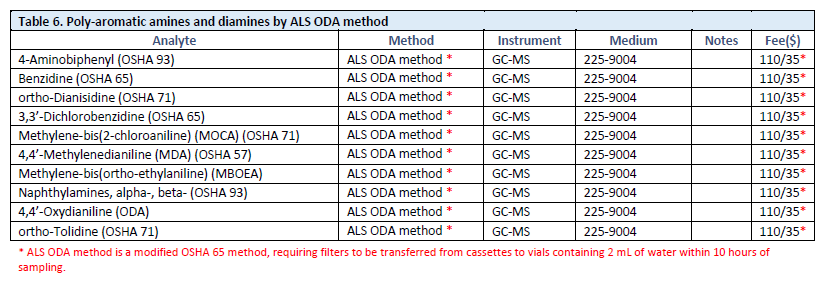 Table 6. Poly-aromatic amines and diamines by ALS ODA method
Analyte Method Instrument Medium Notes Fee($)
4-Aminobiphenyl (OSHA 93) ALS ODA method * GC-MS 225-9004 110/35*
Benzidine (OSHA 65) ALS ODA method * GC-MS 225-9004 110/35*
ortho-Dianisidine (OSHA 71) ALS ODA method * GC-MS 225-9004 110/35*
3,3’-Dichlorobenzidine (OSHA 65) ALS ODA method * GC-MS 225-9004 110/35*
Methylene-bis(2-chloroaniline) (MOCA) (OSHA 71) ALS ODA method * GC-MS 225-9004 110/35*
4,4’-Methylenedianiline (MDA) (OSHA 57) ALS ODA method * GC-MS 225-9004 110/35*
Methylene-bis(ortho-ethylaniline) (MBOEA) ALS ODA method * GC-MS 225-9004 110/35*
Naphthylamines, alpha-, beta- (OSHA 93) ALS ODA method * GC-MS 225-9004 110/35*
4,4’-Oxydianiline (ODA) ALS ODA method * GC-MS 225-9004 110/35*
ortho-Tolidine (OSHA 71) ALS ODA method * GC-MS 225-9004 110/35*
* ALS ODA method is a modified OSHA 65 method, requiring filters to be transferred from cassettes to vials containing 2 mL of water within 10 hours of
sampling.